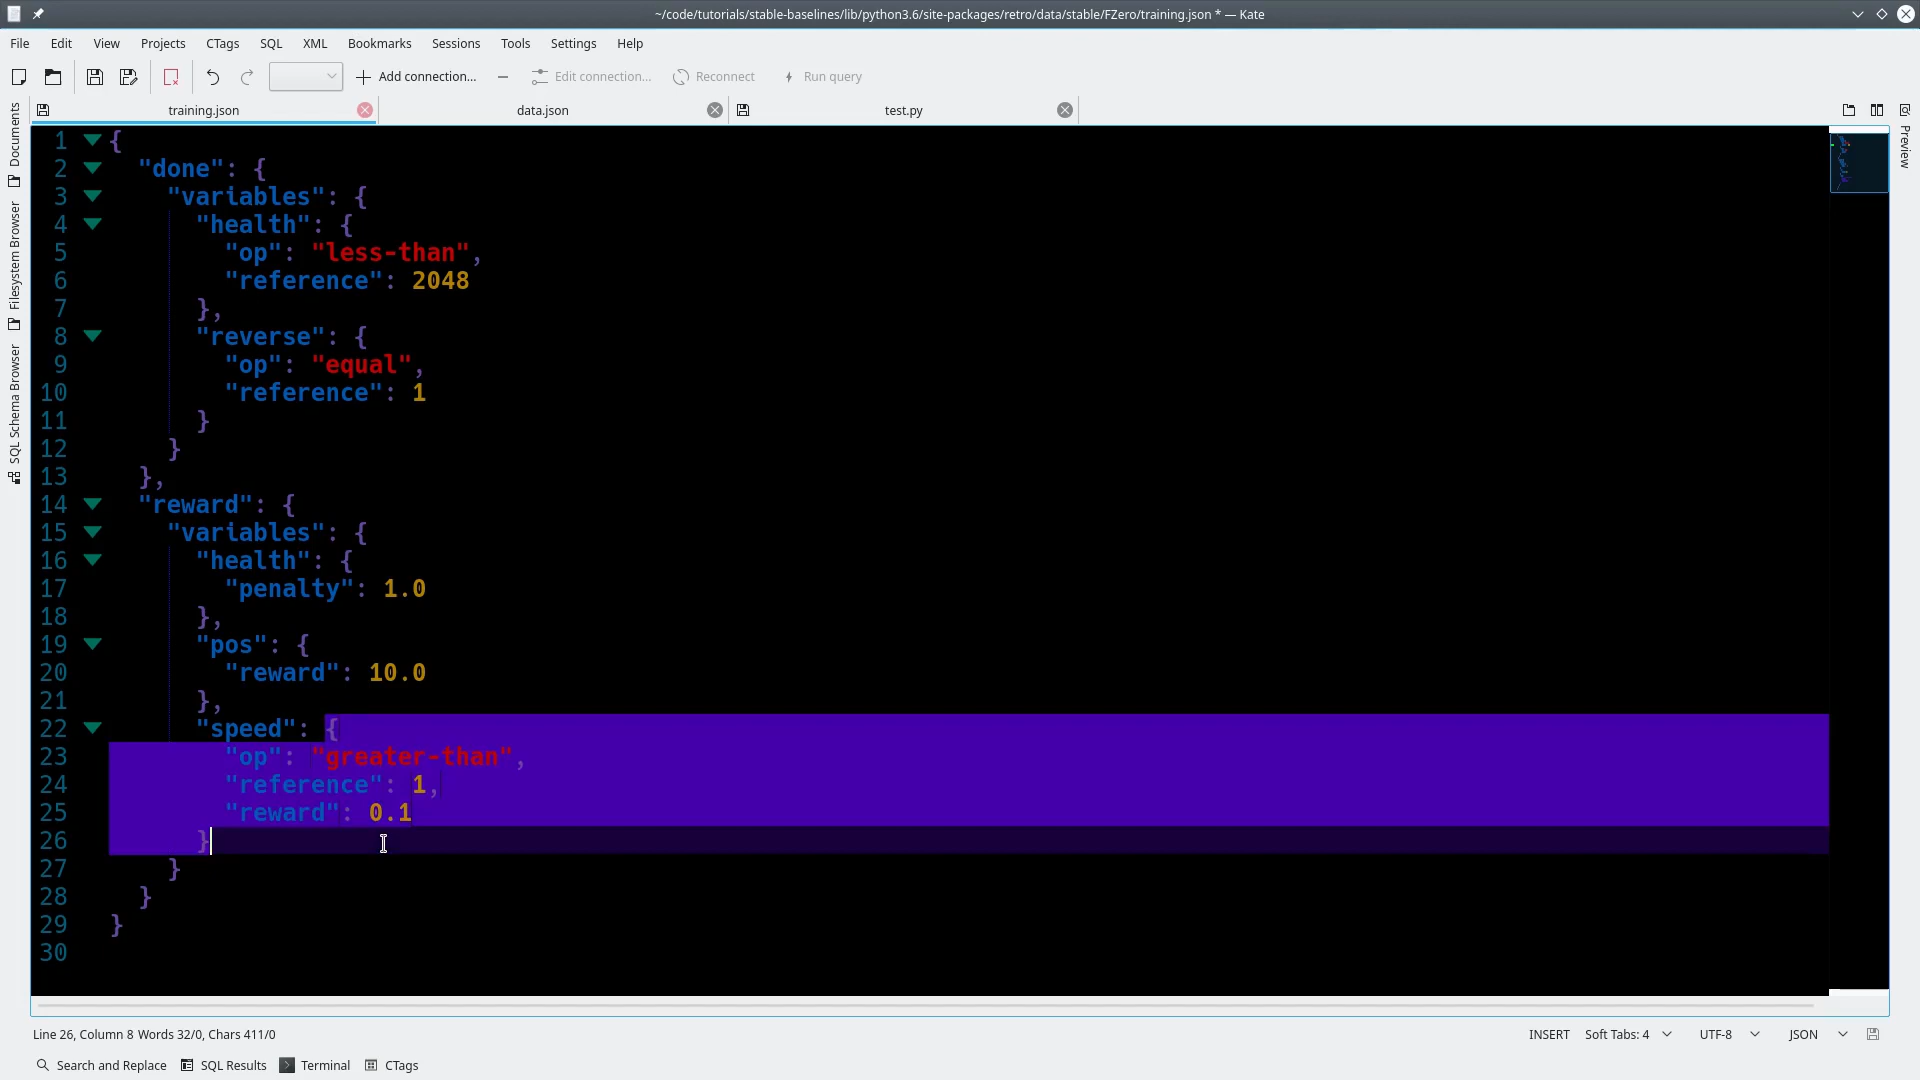 ~/code/tutorials/stable-baselines/lib/python3.6/site-packages/retro/data/stable/FZero/training.json * — Kate
File Edit View Projects CTags SQL XML Bookmarks Sessions Tools Settings Help
Add connection... Edit connection... Reconnect Run query
training.json data.json test.py
Documents
Filesystem Browser
SQL Schema Browser
Preview
1 {
2 "done": {
3 "variables": {
4 "health": {
5 "op": "less-than",
6 "reference": 2048
7 },
8 "reverse": {
9 "op": "equal",
10 "reference": 1
11 }
12 }
13 },
14 "reward": {
15 "variables": {
16 "health": {
17 "penalty": 1.0
18 },
19 "pos": {
20 "reward": 10.0
21 },
22 "speed": {
23 "op": "greater-than",
24 "reference": 1,
25 "reward": 0.1
26 }
27 }
28 }
29 }
30
Line 26, Column 8 Words 32/0, Chars 411/0 INSERT Soft Tabs: 4 UTF-8 JSON
Search and Replace SQL Results Terminal CTags